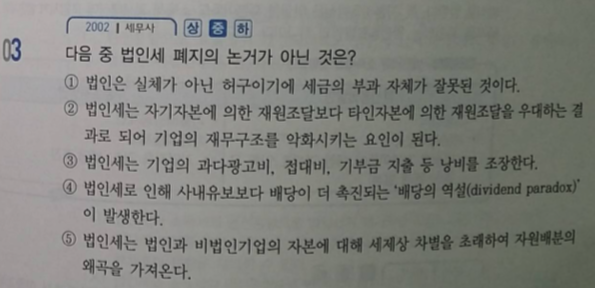 2002 | 세무사 상 중 하
03 다음 중 법인세 폐지의 논거가 아닌 것은?
① 법인은 실체가 아닌 허구이기에 세금의 부과 자체가 잘못된 것이다.
② 법인세는 자기자본에 의한 재원조달보다 타인자본에 의한 재원조달을 우대하는 결
과로 되어 기업의 재무구조를 악화시키는 요인이 된다.
③ 법인세는 기업의 과다광고비, 접대비, 기부금 지출 등 낭비를 조장한다.
④ 법인세로 인해 사내유보보다 배당이 더 촉진되는 '배당의 역설(dividend paradox)'
이 발생한다.
⑤ 법인세는 법인과 비법인기업의 자본에 대해 세제상 차별을 초래하여 자원배분의
왜곡을 가져온다.